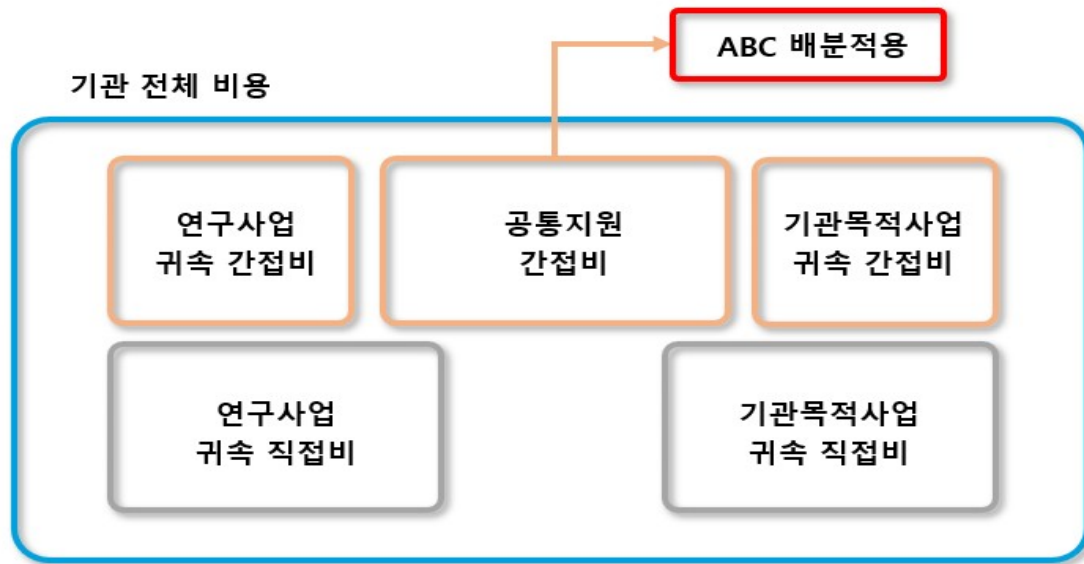 ABC 배분적용
기관 전체 비용
연구사업
귀속 간접비
공통지원
간접비
기관목적사업
귀속 간접비
연구사업
귀속 직접비
기관목적사업
귀속 직접비